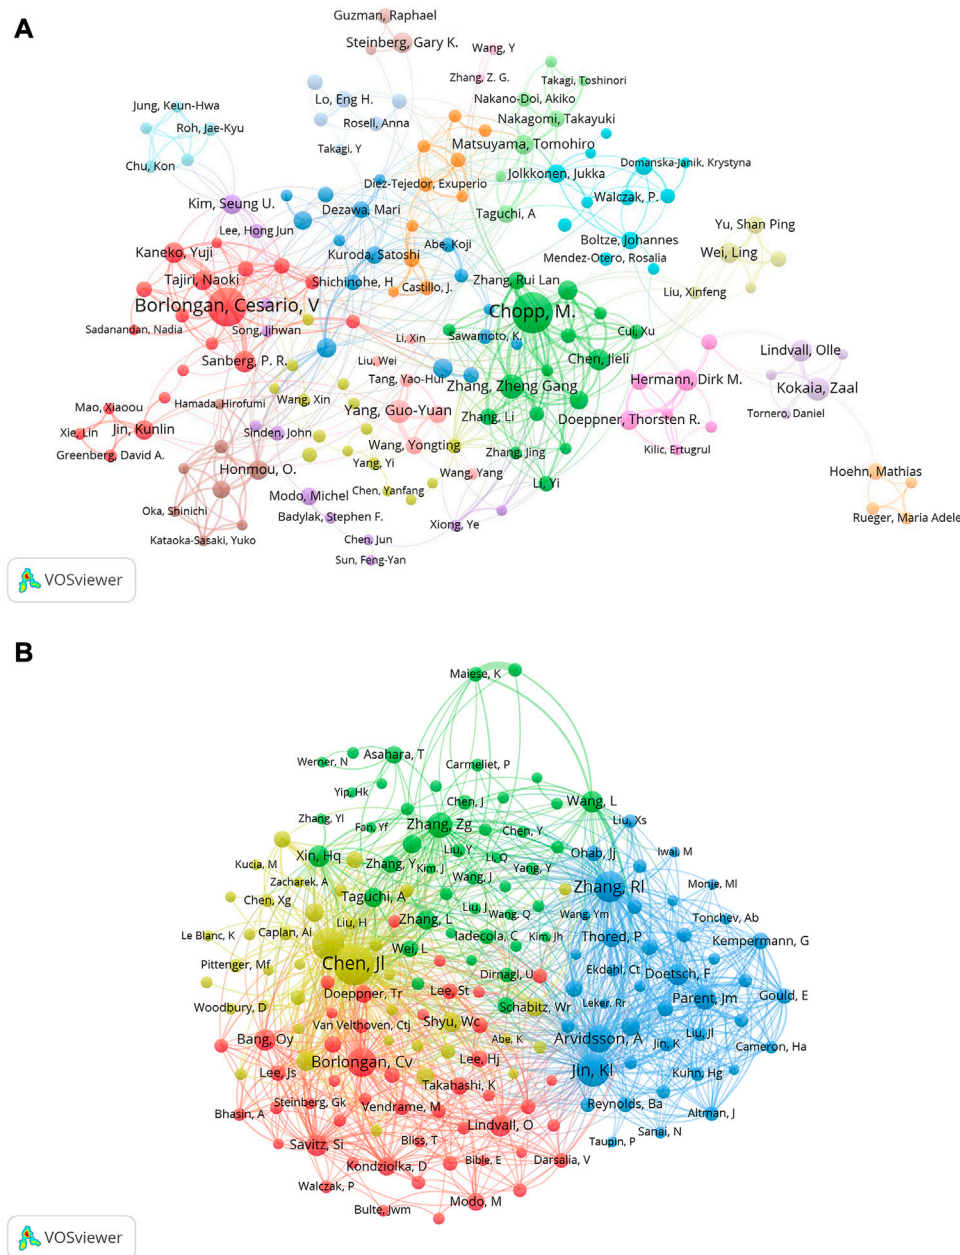 A
Guzman, Raphael
Steinberg, Gary K.
Wang, Y
Zhang, Z. G.
Takagi, Toshinori
Lo, Eng H.
Nakano-Doi, Akiko
Jung, Keun-Hwa
Rosell, Anna
Nakagomi, Takayuki
Roh, Jae-Kyu
Takagi, Y
Matsuyama, Tomohiro
Chu, Kon
Domanska-Janik, Krystyna
Jolkkonen, Jukka
Diez-Tejedor, Exuperio
Walczak, P.
Kim, Seung U.
Dezawa, Mari
Taguchi, A
Yu, Shan Ping
Lee, Hong Jun
Boltze, Johannes
Abe, Koji
Kaneko, Yuji
Kuroda, Satoshi
Wei, Ling
Mendez-Otero, Rosalia
Tajiri, Naoki
Shichinohe, H
Castillo, J.
Zhang, Rui Lan
Liu, Xinfeng
Borlongan, Cesario, V
Chopp, M.
Sadanandan, Nadia
Song, Jihwan
Li, Xin
Sawamoto, K.
Cui, Xu
Lindvall, Olle
Sanberg, P. R.
Liu, Wei
Chen, Jieli
Tang, Yao-Hui
Zhang, Zheng Gang
Hermann, Dirk M.
Kokaia, Zaal
Mao, Xiaoou
Hamada, Hirofumi
Wang, Xin
Yang, Guo-Yuan
Zhang, Li
Doeppner, Thorsten R.
Tornero, Daniel
Jin, Kunlin
Xie, Lin
Sinden, John
Wang, Yongting
Zhang, Jing
Kilic, Ertugrul
Greenberg, David A.
Honmou, O.
Yang, Yi
Wang, Yang
Hoehn, Mathias
Li, Yi
Chen, Yanfang
Modo, Michel
Oka, Shinichi
Badylak, Stephen F.
Rueger, Maria Adele
Xiong, Ye
Kataoka-Sasaki, Yuko
Chen, Jun
Sun, Feng-Yan
VOSviewer
B
Maiese, K
Asahara, T
Werner, N
Carmeliet, P
Yip, Hk
Chen, J
Wang, L
Zhang, Yl
Fan, Yf
Zhang, Zg
Chen, Y
Liu, Xs
Xin, Hq
Liu, Y
Ohab, Jj
Iwai, M
Kucia, M
Zhang, Y
Kim, J
Li, Q
Yang, Y
Zacharek, A
Wang, J
Zhang, Rl
Monje, Ml
Chen, Xg
Taguchi, A
Liu, J
Wang, Q
Wang, Ym
Tonchev, Ab
Liu, H
Zhang, L
Le Blanc, K
Caplan, Ai
Iadecola, C
Kim, Jh
Thored, P
Kempermann, G
Wei, L
Pittenger, Mf
Chen, Jl
Dirnagl, U
Ekdahl, Ct
Doetsch, F
Doeppner, Tr
Lee, St
Parent, Jm
Gould, E
Woodbury, D
Schabitz, Wr
Leker, Rr
Van Velthoven, Ctj
Shyu, Wc
Bang, Oy
Abe, K
Arvidsson, A
Liu, Jl
Jin, K
Cameron, Ha
Borlongan, Cv
Lee, Hj
Lee, Js
Jin, Kl
Kuhn, Hg
Takahashi, K
Steinberg, Gk
Vendrame, M
Reynolds, Ba
Altman, J
Bhasin, A
Lindvall, O
Sanai, N
Savitz, Si
Bliss, T
Taupin, P
Kondziolka, D
Bible, E
Darsalia, V
Walczak, P
Modo, M
Bulte, Jwm
VOSviewer